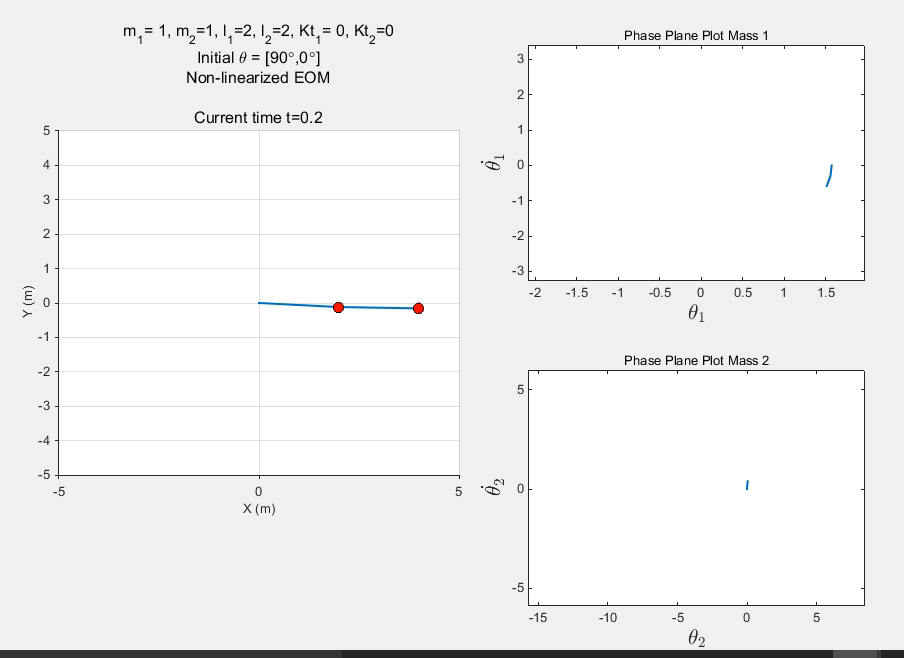 m₁= 1, m₂=1, l₁=2, l₂=2, Kt₁= 0, Kt₂=0
Initial θ = [90°,0°]
Non-linearized EOM
Current time t=0.2
5
4
3
2
1
0
-1
-2
-3
-4
-5
Y (m)
-5 0 5
X (m)
Phase Plane Plot Mass 1
3
2
1
0
-1
-2
-3
θ̇₁
-2 -1.5 -1 -0.5 0 0.5 1 1.5
θ₁
Phase Plane Plot Mass 2
5
0
-5
θ̇₂
-15 -10 -5 0 5
θ₂